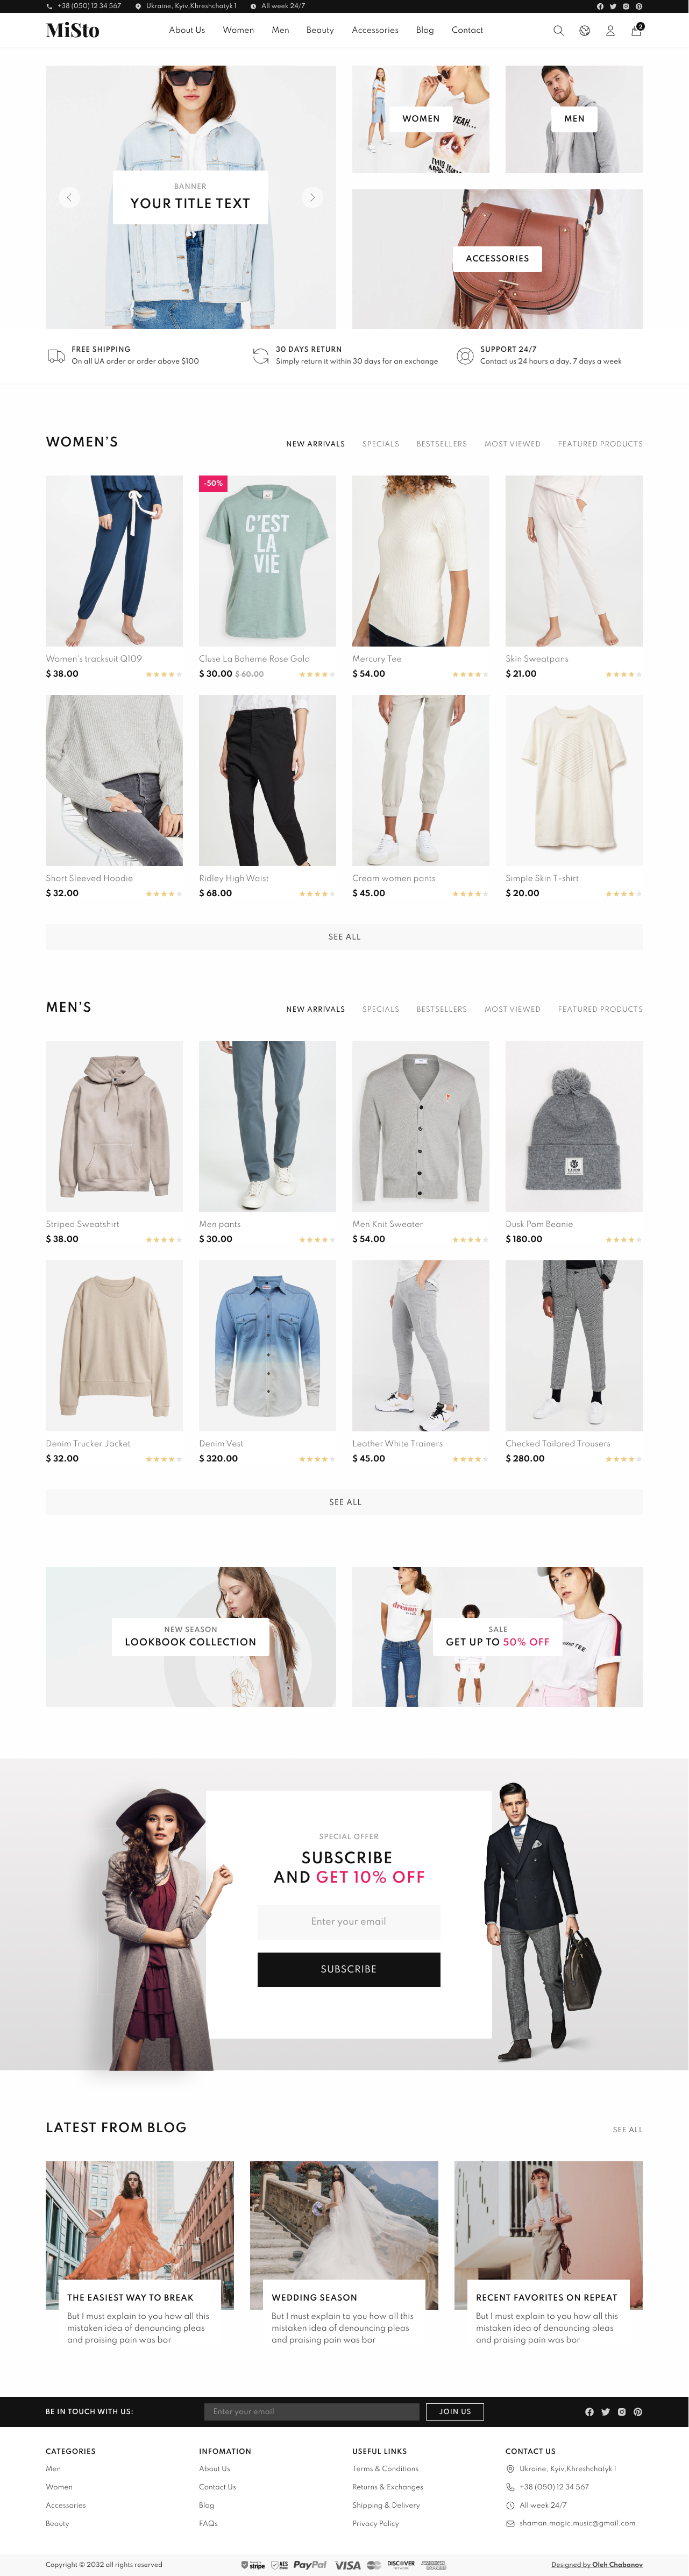 +38 (050) 12 34 567 Ukraine, Kyiv,Khreshchatyk 1 All week 24/7
MiSto About Us Women Men Beauty Accessories Blog Contact 2
BANNER
YOUR TITLE TEXT
WOMEN
YEAH...
MEN
ACCESSORIES
FREE SHIPPING
On all UA order or order above $100
30 DAYS RETURN
Simply return it within 30 days for an exchange
SUPPORT 24/7
Contact us 24 hours a day, 7 days a week
WOMEN'S
NEW ARRIVALS SPECIALS BESTSELLERS MOST VIEWED FEATURED PRODUCTS
-50%
C'EST
LA
VIE
Women's tracksuit Q109
$ 38.00
Cluse La Boheme Rose Gold
$ 30.00 $ 60.00
Mercury Tee
$ 54.00
Skin Sweatpans
$ 21.00
Short Sleeved Hoodie
$ 32.00
Ridley High Waist
$ 68.00
Cream women pants
$ 45.00
Simple Skin T-shirt
$ 20.00
SEE ALL
MEN'S
NEW ARRIVALS SPECIALS BESTSELLERS MOST VIEWED FEATURED PRODUCTS
Striped Sweatshirt
$ 38.00
Men pants
$ 30.00
Men Knit Sweater
$ 54.00
Dusk Pom Beanie
$ 180.00
Denim Trucker Jacket
$ 32.00
Denim Vest
$ 320.00
Leather White Trainers
$ 45.00
Checked Tailored Trousers
$ 280.00
SEE ALL
NEW SEASON
LOOKBOOK COLLECTION
dreamy
SALE
GET UP TO 50% OFF
TEE
SPECIAL OFFER
SUBSCRIBE
AND GET 10% OFF
Enter your email
SUBSCRIBE
LATEST FROM BLOG
SEE ALL
THE EASIEST WAY TO BREAK
But I must explain to you how all this
mistaken idea of denouncing pleas
and praising pain was bor
WEDDING SEASON
But I must explain to you how all this
mistaken idea of denouncing pleas
and praising pain was bor
RECENT FAVORITES ON REPEAT
But I must explain to you how all this
mistaken idea of denouncing pleas
and praising pain was bor
BE IN TOUCH WITH US:
Enter your email
JOIN US
CATEGORIES
Men
Women
Accessories
Beauty
INFOMATION
About Us
Contact Us
Blog
FAQs
USEFUL LINKS
Terms & Conditions
Returns & Exchanges
Shipping & Delivery
Privacy Policy
CONTACT US
Ukraine, Kyiv,Khreshchatyk 1
+38 (050) 12 34 567
All week 24/7
shaman.magic.music@gmail.com
Copyright © 2032 all rights reserved
stripe AES PayPal VISA DISCOVER
Designed by Oleh Chabanov